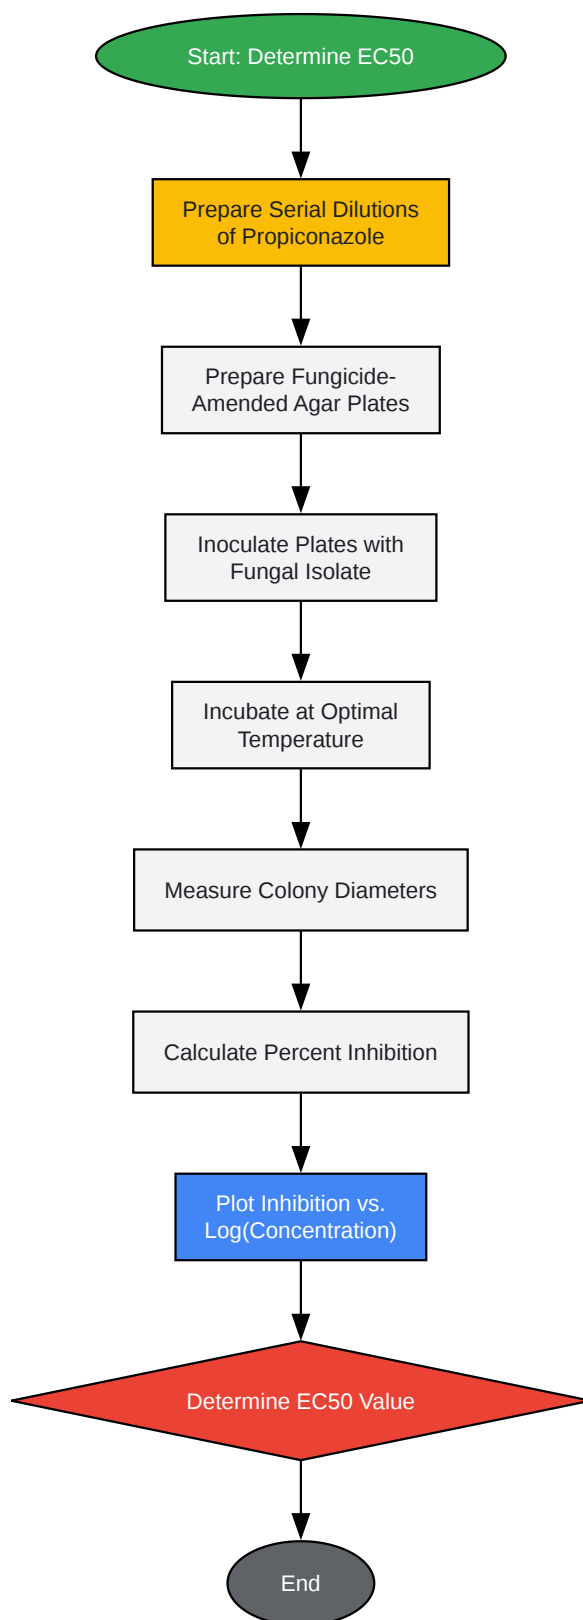 Start: Determine EC50
Prepare Serial Dilutions
of Propiconazole
Prepare Fungicide-
Amended Agar Plates
Inoculate Plates with
Fungal Isolate
Incubate at Optimal
Temperature
Measure Colony Diameters
Calculate Percent Inhibition
Plot Inhibition vs.
Log(Concentration)
Determine EC50 Value
End